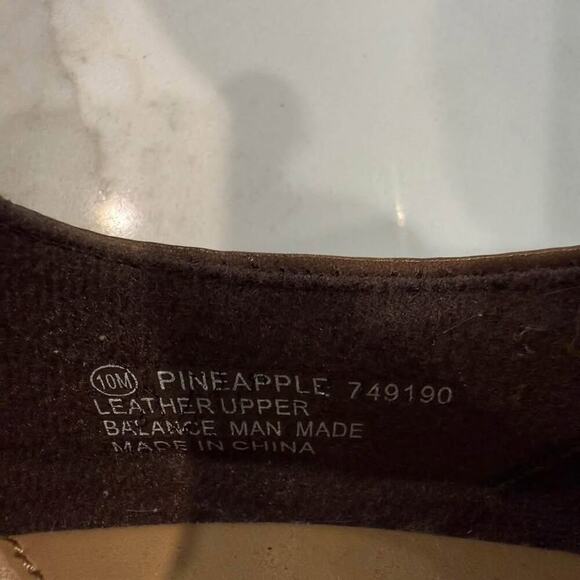 10M PINEAPPLE 749190
LEATHER UPPER
BALANCE MAN MADE
MADE IN CHINA